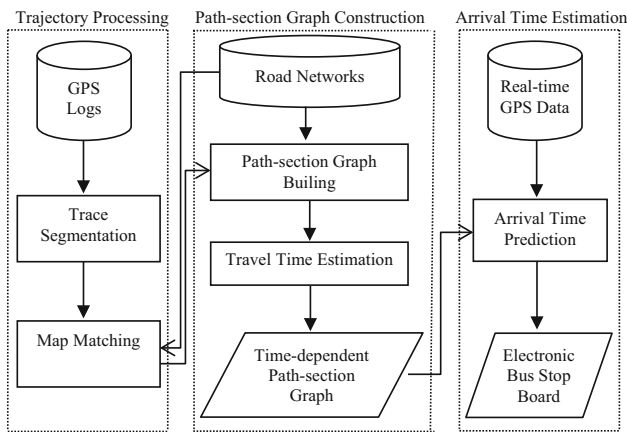 Trajectory Processing
Path-section Graph Construction
Arrival Time Estimation
GPS
Logs
Trace
Segmentation
Map Matching
Road Networks
Path-section Graph
Builing
Travel Time Estimation
Time-dependent
Path-section
Graph
Real-time
GPS Data
Arrival Time
Prediction
Electronic
Bus Stop
Board